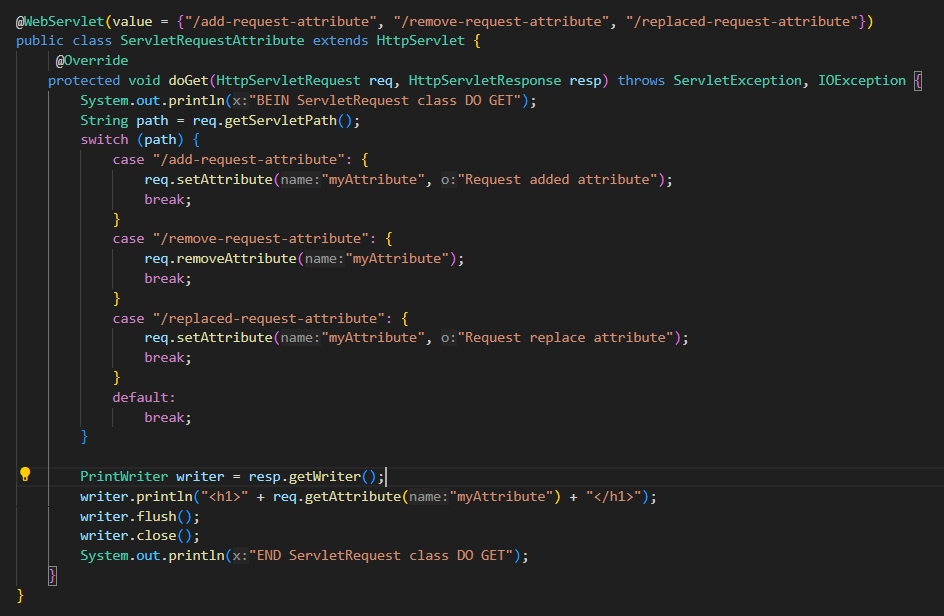 @WebServlet(value = {"/add-request-attribute", "/remove-request-attribute", "/replaced-request-attribute"})
public class ServletRequestAttribute extends HttpServlet {
    @Override
    protected void doGet(HttpServletRequest req, HttpServletResponse resp) throws ServletException, IOException {
        System.out.println(x:"BEIN ServletRequest class DO GET");
        String path = req.getServletPath();
        switch (path) {
            case "/add-request-attribute": {
                req.setAttribute(name:"myAttribute", o:"Request added attribute");
                break;
            }
            case "/remove-request-attribute": {
                req.removeAttribute(name:"myAttribute");
                break;
            }
            case "/replaced-request-attribute": {
                req.setAttribute(name:"myAttribute", o:"Request replace attribute");
                break;
            }
            default:
                break;
        }
        PrintWriter writer = resp.getWriter();
        writer.println("<h1>" + req.getAttribute(name:"myAttribute") + "</h1>");
        writer.flush();
        writer.close();
        System.out.println(x:"END ServletRequest class DO GET");
    }
}